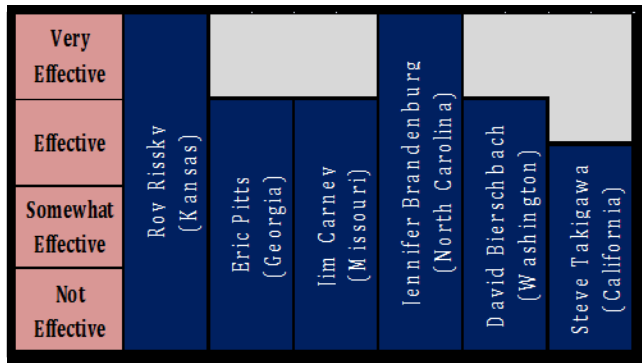 Very
Effective
Effective
Somewhat
Effective
Not
Effective
Roy Rissky
(Kansas)
Eric Pitts
(Georgia)
Jim Carney
(Missouri)
Jennifer Brandenburg
(North Carolina)
David Bierschbach
(Washington)
Steve Takigawa
(California)